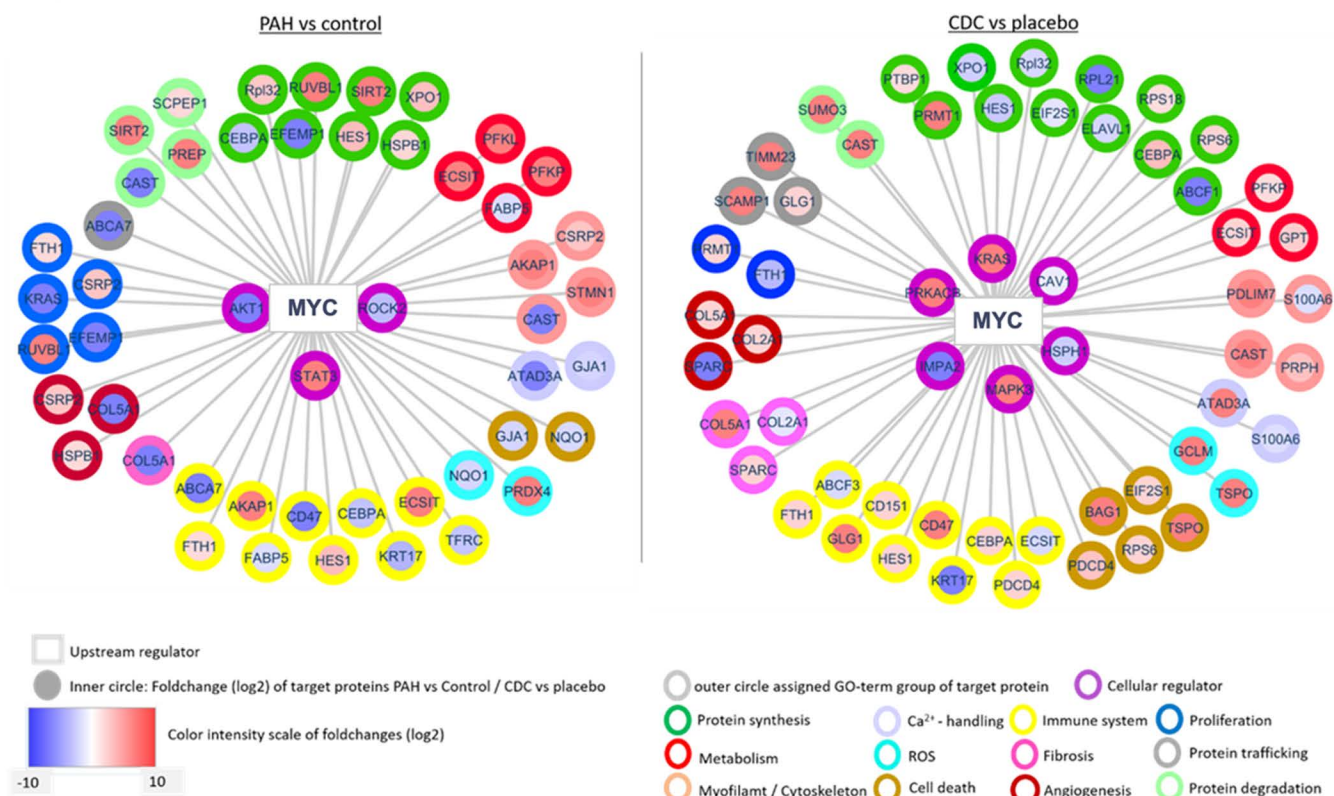 PAH vs control
CDC vs placebo
SCPEP1
Rpl32
RUVBL1
SIRT2
XPO1
SIRT2
PREP
CEBPA
EFEMP1
HES1
HSPB1
CAST
PFKL
ECSIT
PFKP
FABP5
ABCA7
FTH1
CSRP2
KRAS
EFEMP1
RUVBL1
CSRP2
AKAP1
STMN1
CAST
AKT1
MYC
ROCK2
STAT3
ATAD3A
GJA1
CSRP2
COL5A1
HSPB1
COL5A1
GJA1
NQO1
NQO1
PRDX4
ABCA7
AKAP1
CD47
CEBPA
ECSIT
TFRC
FTH1
FABP5
HES1
KRT17
PTBP1
XPO1
Rpl32
RPL21
RPS18
SUMO3
PRMT1
HES1
EIF2S1
ELAVL1
CEBPA
RPS6
CAST
TIMM23
SCAMP1
GLG1
ABCF1
PFKP
ECSIT
GPT
FTH1
KRAS
CAV1
PRKACB
MYC
IMPA2
MAPK3
HSPH1
PDLIM7
S100A6
CAST
PRPH
COL5A1
COL2A1
SPARC
ATAD3A
S100A6
COL5A1
COL2A1
SPARC
GCLM
TSPO
ABCF3
FTH1
CD151
GLG1
CD47
HES1
CEBPA
ECSIT
KRT17
PDCD4
EIF2S1
BAG1
TSPO
RPS6
PDCD4
Upstream regulator
Inner circle: Foldchange (log2) of target proteins PAH vs Control / CDC vs placebo
Color intensity scale of foldchanges (log2)
-10
10
outer circle assigned GO-term group of target protein
Cellular regulator
Protein synthesis
Ca²⁺ - handling
Immune system
Proliferation
Metabolism
ROS
Fibrosis
Protein trafficking
Myofilamt / Cytoskeleton
Cell death
Angiogenesis
Protein degradation